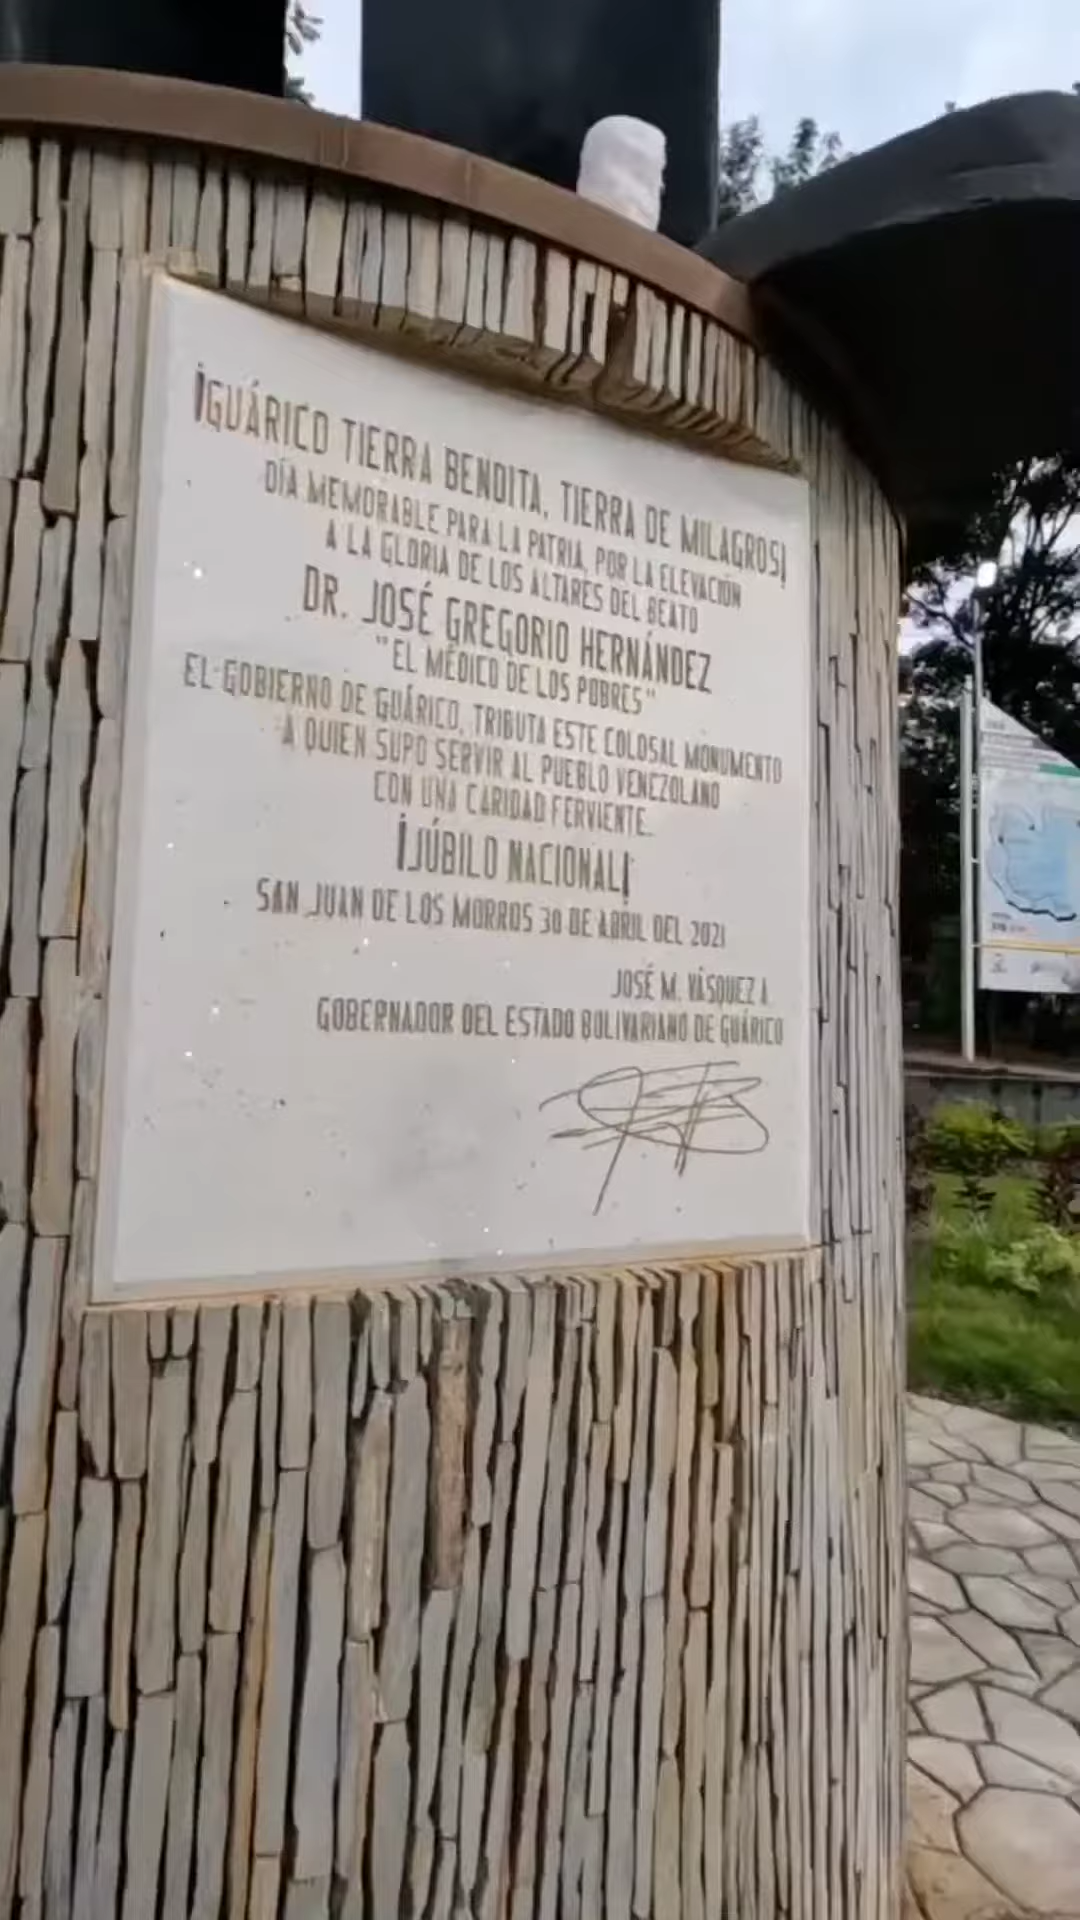 ¡GUÁRICO TIERRA BENDITA, TIERRA DE MILAGROS!
DÍA MEMORABLE PARA LA PATRIA, POR LA ELEVACIÓN
A LA GLORIA DE LOS ALTARES DEL BEATO
DR. JOSÉ GREGORIO HERNÁNDEZ
"EL MÉDICO DE LOS POBRES"
EL GOBIERNO DE GUÁRICO, TRIBUTA ESTE COLOSAL MONUMENTO
A QUIEN SUPO SERVIR AL PUEBLO VENEZOLANO
CON UNA CARIDAD FERVIENTE.
¡JÚBILO NACIONAL!
SAN JUAN DE LOS MORROS 30 DE ABRIL DEL 2021
JOSÉ M. VÁSQUEZ A.
GOBERNADOR DEL ESTADO BOLIVARIANO DE GUÁRICO